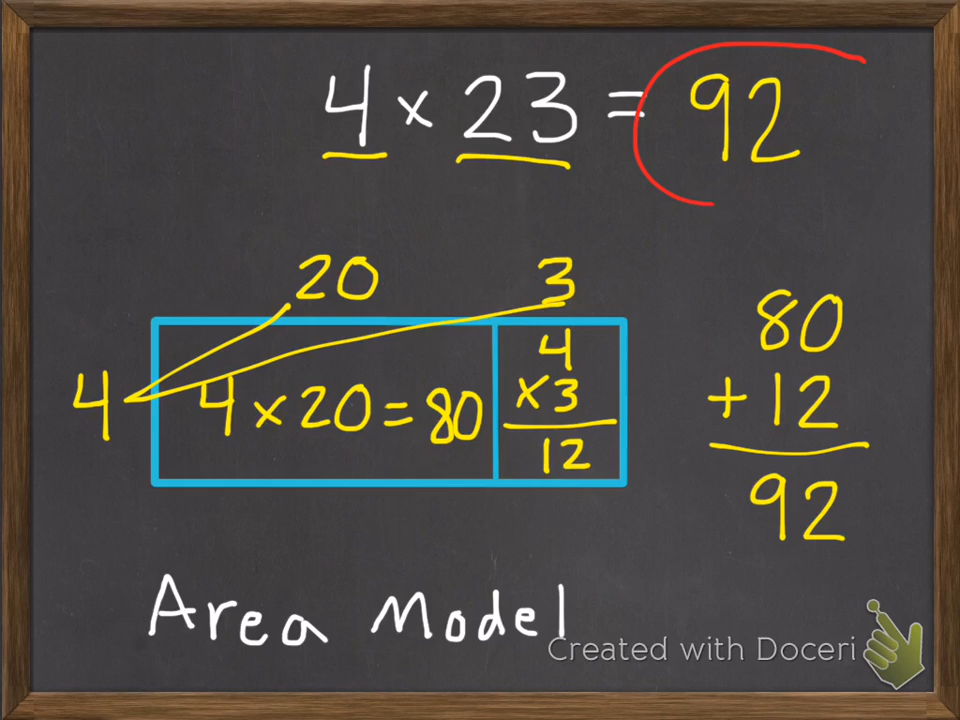 4 × 23 = 92
20 3
4
4 × 20 = 80
4
× 3
12
80
+ 12
92
Area Model
Created with Doceri